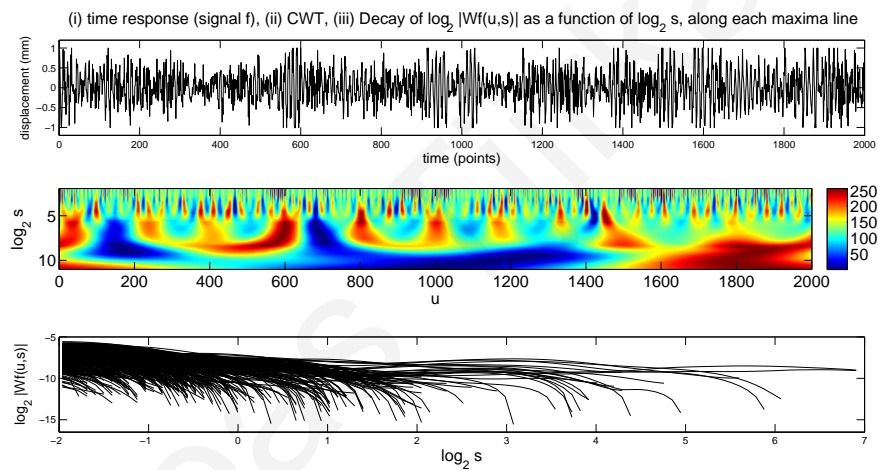 (i) time response (signal f), (ii) CWT, (iii) Decay of log₂ |Wf(u,s)| as a function of log₂ s, along each maxima line
displacement (mm)
1
0.5
0
−0.5
−1
0 200 400 600 800 1000 1200 1400 1600 1800 2000
time (points)
log₂ s
5
10
0 200 400 600 800 1000 1200 1400 1600 1800 2000
u
250
200
150
100
50
log₂ |Wf(u,s)|
−5
−10
−15
−2 −1 0 1 2 3 4 5 6 7
log₂ s